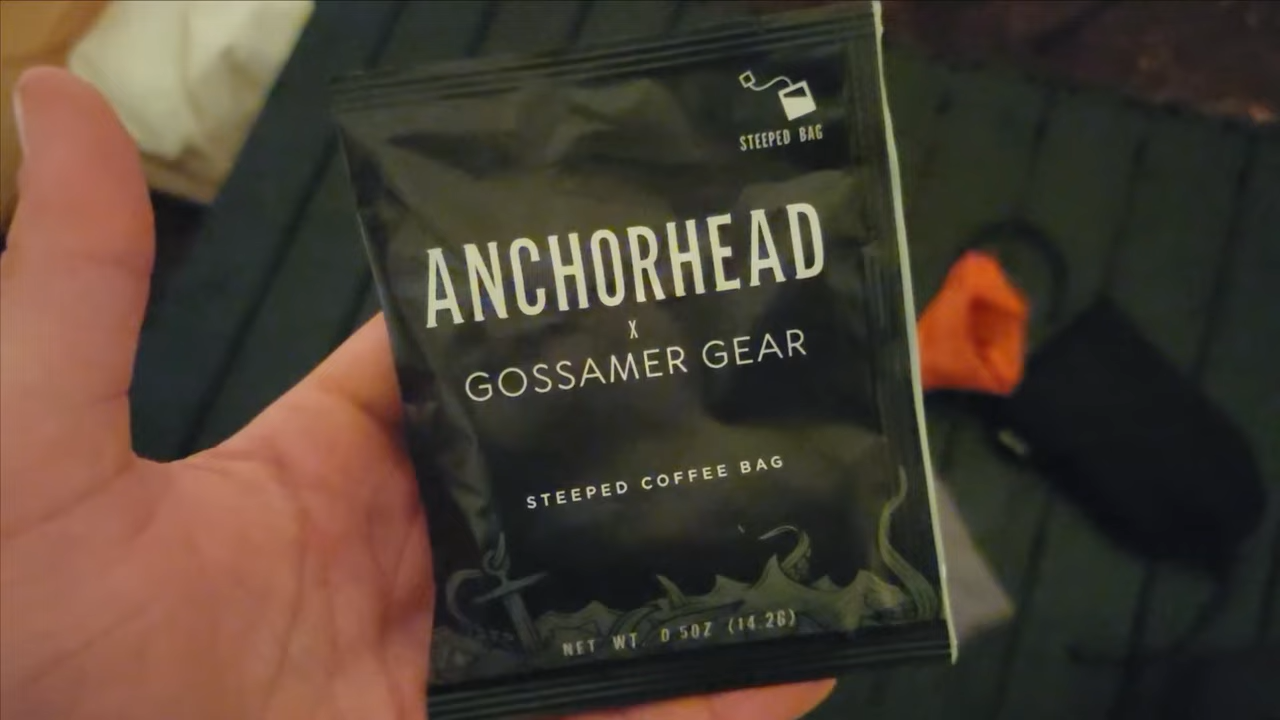 STEEPED BAG
ANCHORHEAD
X
GOSSAMER GEAR
STEEPED COFFEE BAG
NET WT. 0.5OZ (14.2G)